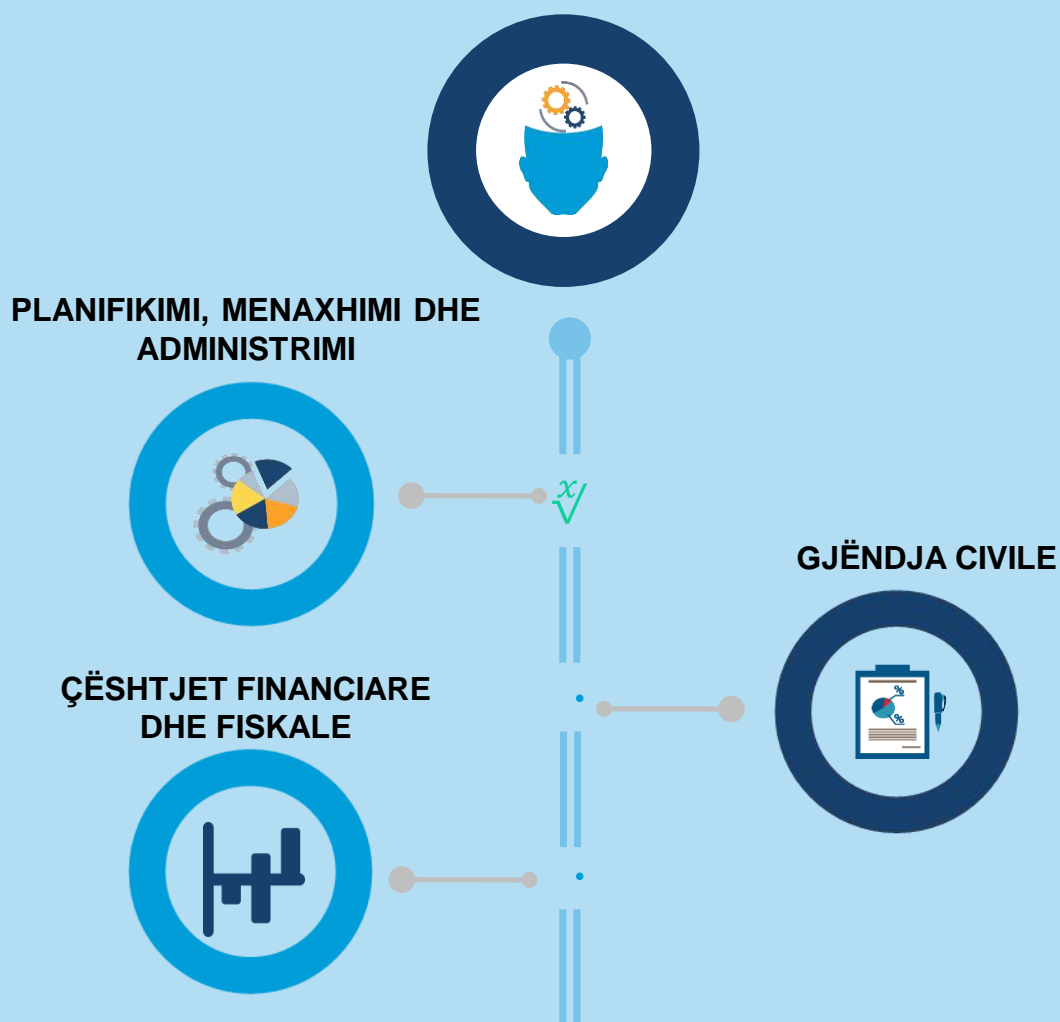 PLANIFIKIMI, MENAXHIMI DHE
ADMINISTRIMI
x√
GJËNDJA CIVILE
%
%
ÇËSHTJET FINANCIARE
DHE FISKALE